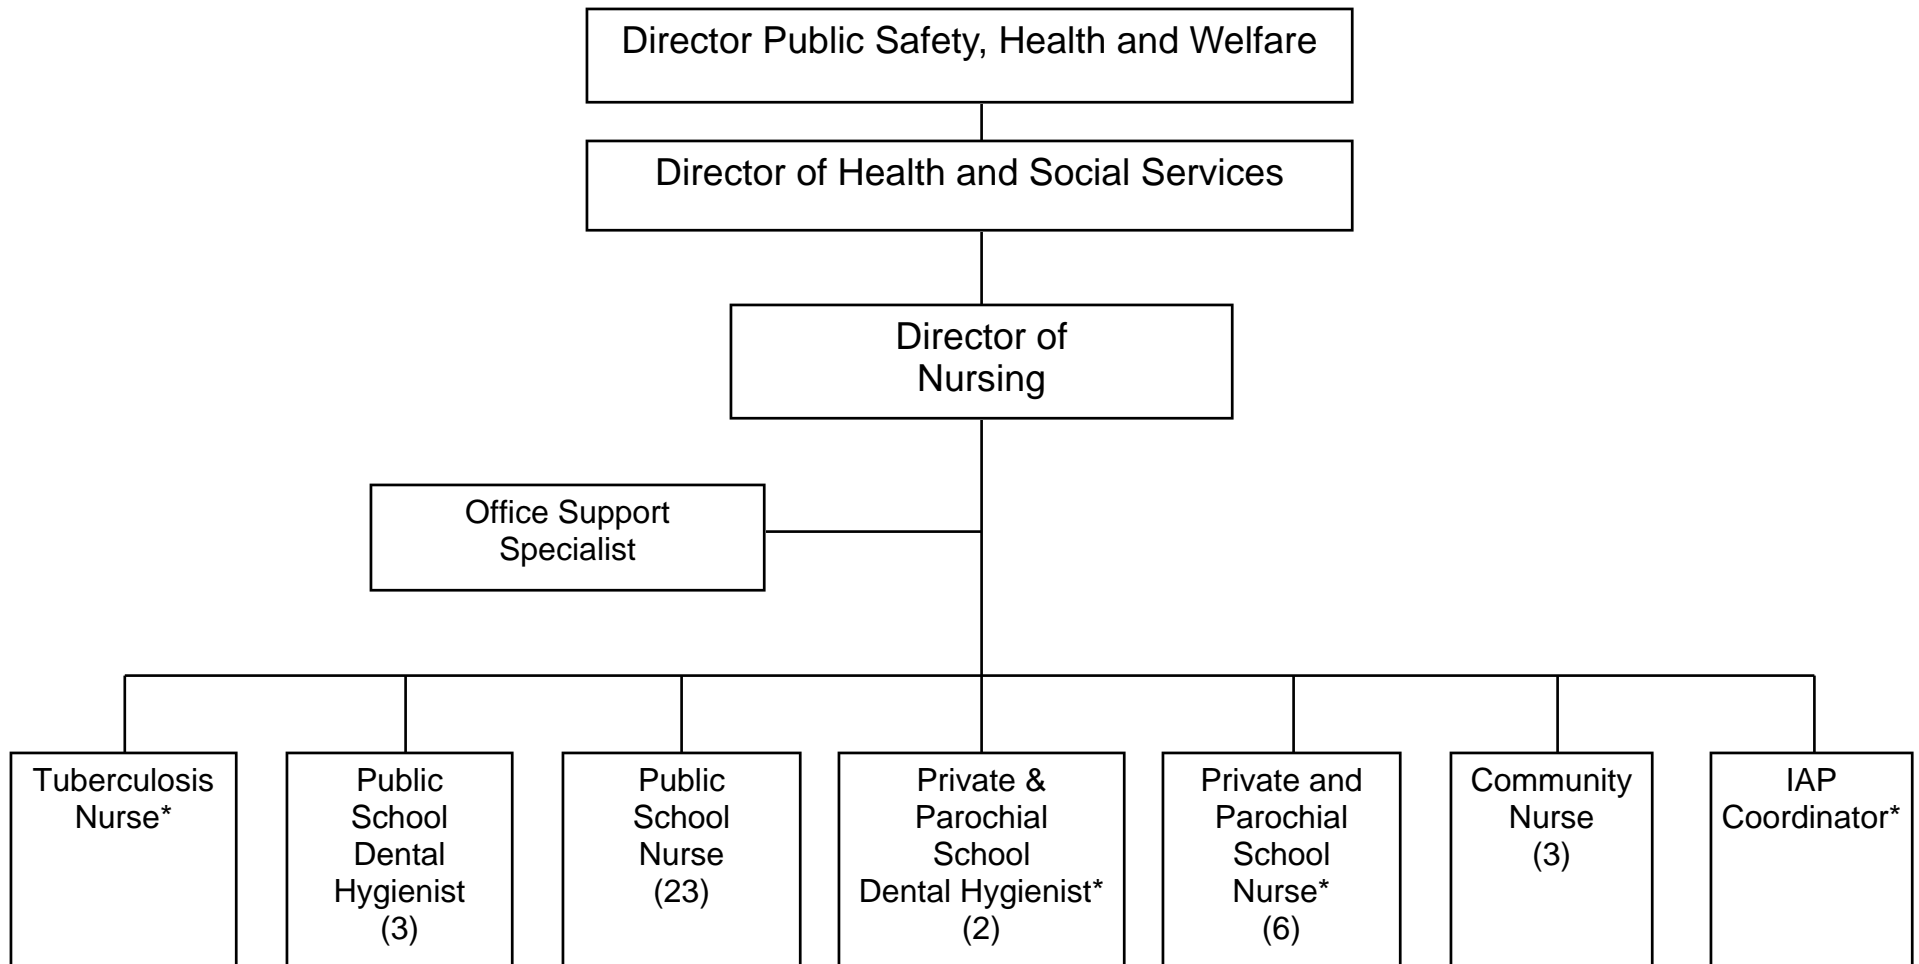 Director Public Safety, Health and Welfare
Director of Health and Social Services
Director of
Nursing
Office Support
Specialist
Tuberculosis
Nurse*
Public
School
Dental
Hygienist
(3)
Public
School
Nurse
(23)
Private &
Parochial
School
Dental Hygienist*
(2)
Private and
Parochial
School
Nurse*
(6)
Community
Nurse
(3)
IAP
Coordinator*